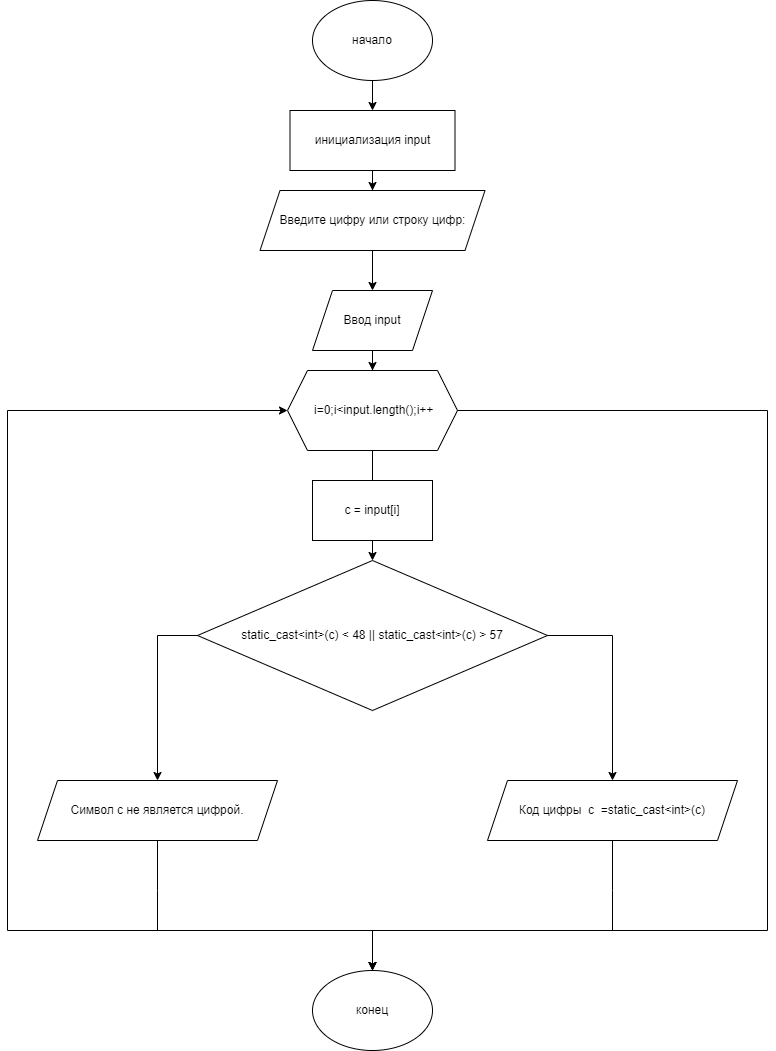 начало
инициализация input
Введите цифру или строку цифр:
Ввод input
i=0;i<input.length();i++
c = input[i]
static_cast<int>(c) < 48 || static_cast<int>(c) > 57
Символ c не является цифрой.
Код цифры  c  =static_cast<int>(c)
конец